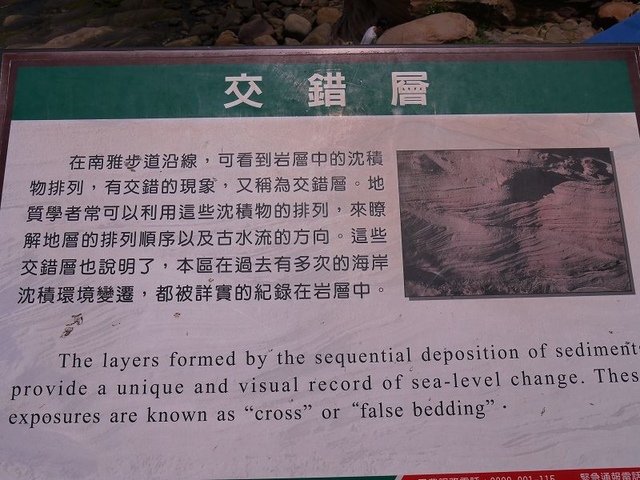 交錯層
在南雅步道沿線，可看到岩層中的沈積
物排列，有交錯的現象，又稱為交錯層。地
質學者常可以利用這些沈積物的排列，來瞭
解地層的排列順序以及古水流的方向。這些
交錯層也說明了，本區在過去有多次的海岸
沈積環境變遷，都被詳實的紀錄在岩層中。
The layers formed by the sequential deposition of sediment
provide a unique and visual record of sea-level change. Thes
exposures are known as “cross” or “false bedding”．